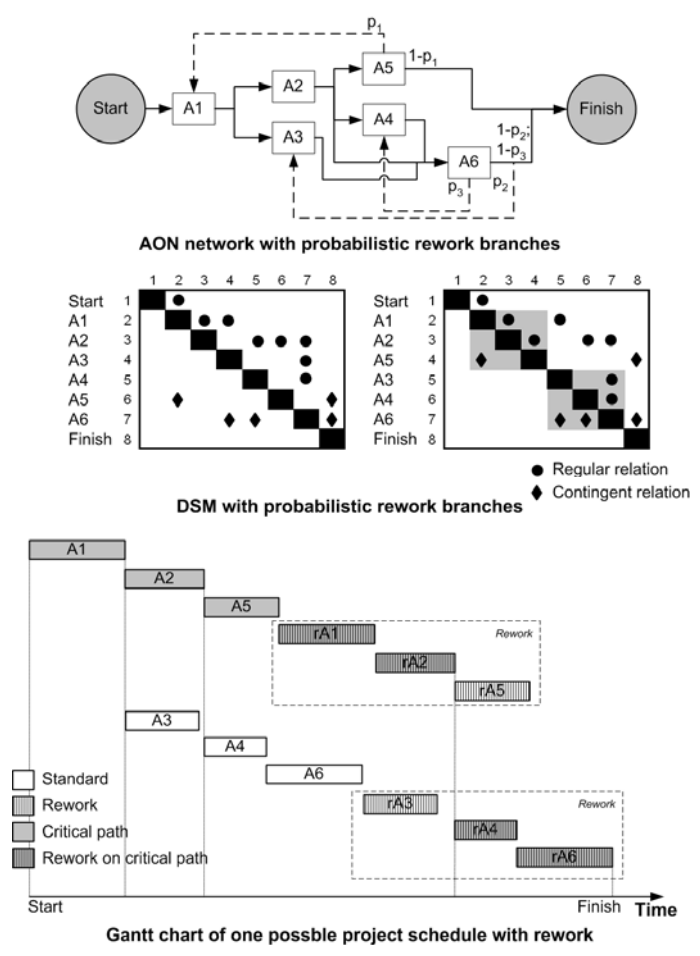 p1
A5
1-p1
A2
Start
A1
Finish
A4
A3
1-p2;
1-p3
A6
p3
p2
AON network with probabilistic rework branches
1 2 3 4 5 6 7 8
Start 1
A1 2
A2 3
A3 4
A4 5
A5 6
A6 7
Finish 8
1 2 3 4 5 6 7 8
Start 1
A1 2
A2 3
A5 4
A3 5
A4 6
A6 7
Finish 8
Regular relation
Contingent relation
DSM with probabilistic rework branches
A1
A2
A5
rA1
Rework
rA2
rA5
A3
A4
A6
Standard
Rework
Critical path
Rework on critical path
rA3
Rework
rA4
rA6
Start
Finish
Time
Gantt chart of one possble project schedule with rework